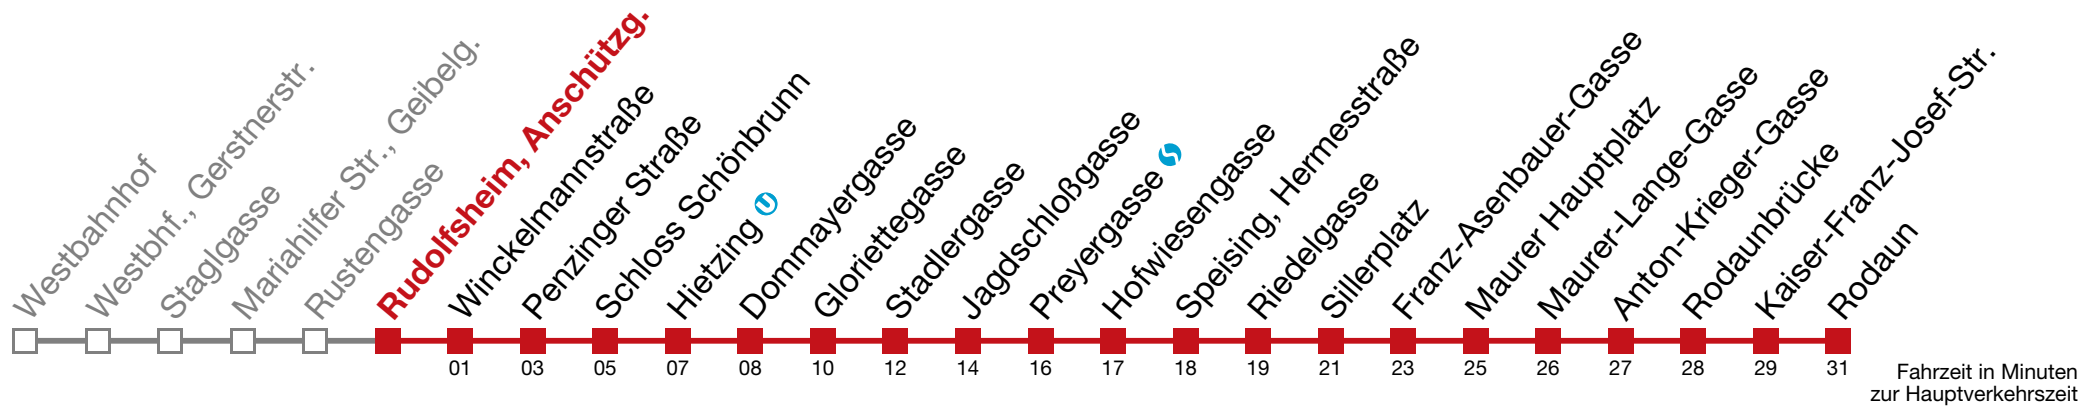 Westbahnhof
Westbhf., Gerstnerstr.
Staglgasse
Mariahilfer Str., Geibelg.
Rustengasse
Rudolfsheim, Anschützg.
Winckelmannstraße
Penzinger Straße
Schloss Schönbrunn
Hietzing U
Dommayergasse
Gloriettegasse
Stadlergasse
Jagdschloßgasse
Preyergasse S
Hofwiesengasse
Speising, Hermesstraße
Riedelgasse
Sillerplatz
Franz-Asenbauer-Gasse
Maurer Hauptplatz
Maurer-Lange-Gasse
Anton-Krieger-Gasse
Rodaunbrücke
Kaiser-Franz-Josef-Str.
Rodaun
01 03 05 07 08 10 12 14 16 17 18 19 21 23 25 26 27 28 29 31
Fahrzeit in Minuten
zur Hauptverkehrszeit